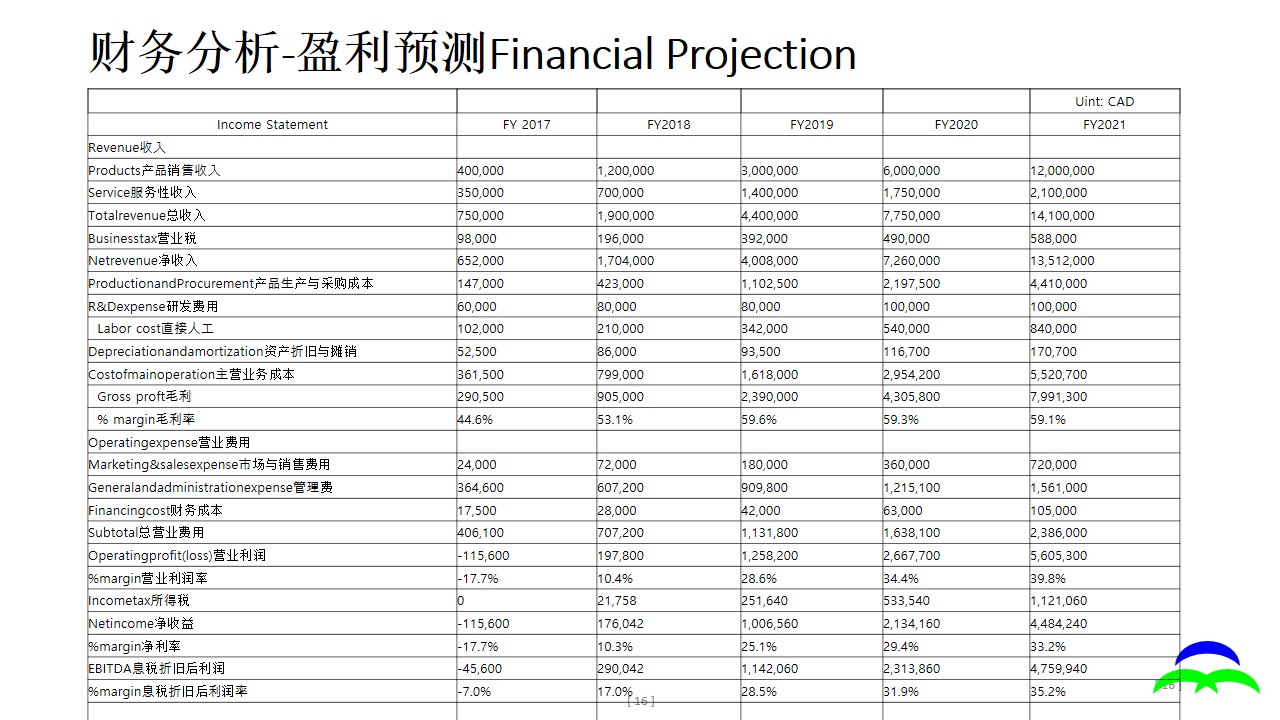 财务分析-盈利预测Financial Projection
Uint: CAD
Income Statement FY 2017 FY2018 FY2019 FY2020 FY2021
Revenue收入
Products产品销售收入 400,000 1,200,000 3,000,000 6,000,000 12,000,000
Service服务性收入 350,000 700,000 1,400,000 1,750,000 2,100,000
Totalrevenue总收入 750,000 1,900,000 4,400,000 7,750,000 14,100,000
Businesstax营业税 98,000 196,000 392,000 490,000 588,000
Netrevenue净收入 652,000 1,704,000 4,008,000 7,260,000 13,512,000
ProductionandProcurement产品生产与采购成本 147,000 423,000 1,102,500 2,197,500 4,410,000
R&Dexpense研发费用 60,000 80,000 80,000 100,000 100,000
Labor cost直接人工 102,000 210,000 342,000 540,000 840,000
Depreciationandamortization资产折旧与摊销 52,500 86,000 93,500 116,700 170,700
Costofmainoperation主营业务成本 361,500 799,000 1,618,000 2,954,200 5,520,700
Gross proft毛利 290,500 905,000 2,390,000 4,305,800 7,991,300
% margin毛利率 44.6% 53.1% 59.6% 59.3% 59.1%
Operatingexpense营业费用
Marketing&salesexpense市场与销售费用 24,000 72,000 180,000 360,000 720,000
Generalandadministrationexpense管理费 364,600 607,200 909,800 1,215,100 1,561,000
Financingcost财务成本 17,500 28,000 42,000 63,000 105,000
Subtotal总营业费用 406,100 707,200 1,131,800 1,638,100 2,386,000
Operatingprofit(loss)营业利润 -115,600 197,800 1,258,200 2,667,700 5,605,300
%margin营业利润率 -17.7% 10.4% 28.6% 34.4% 39.8%
Incometax所得税 0 21,758 251,640 533,540 1,121,060
Netincome净收益 -115,600 176,042 1,006,560 2,134,160 4,484,240
%margin净利率 -17.7% 10.3% 25.1% 29.4% 33.2%
EBITDA息税折旧后利润 -45,600 290,042 1,142,060 2,313,860 4,759,940
%margin息税折旧后利润率 -7.0% 17.0% 28.5% 31.9% 35.2%
[ 16 ]
16 ]